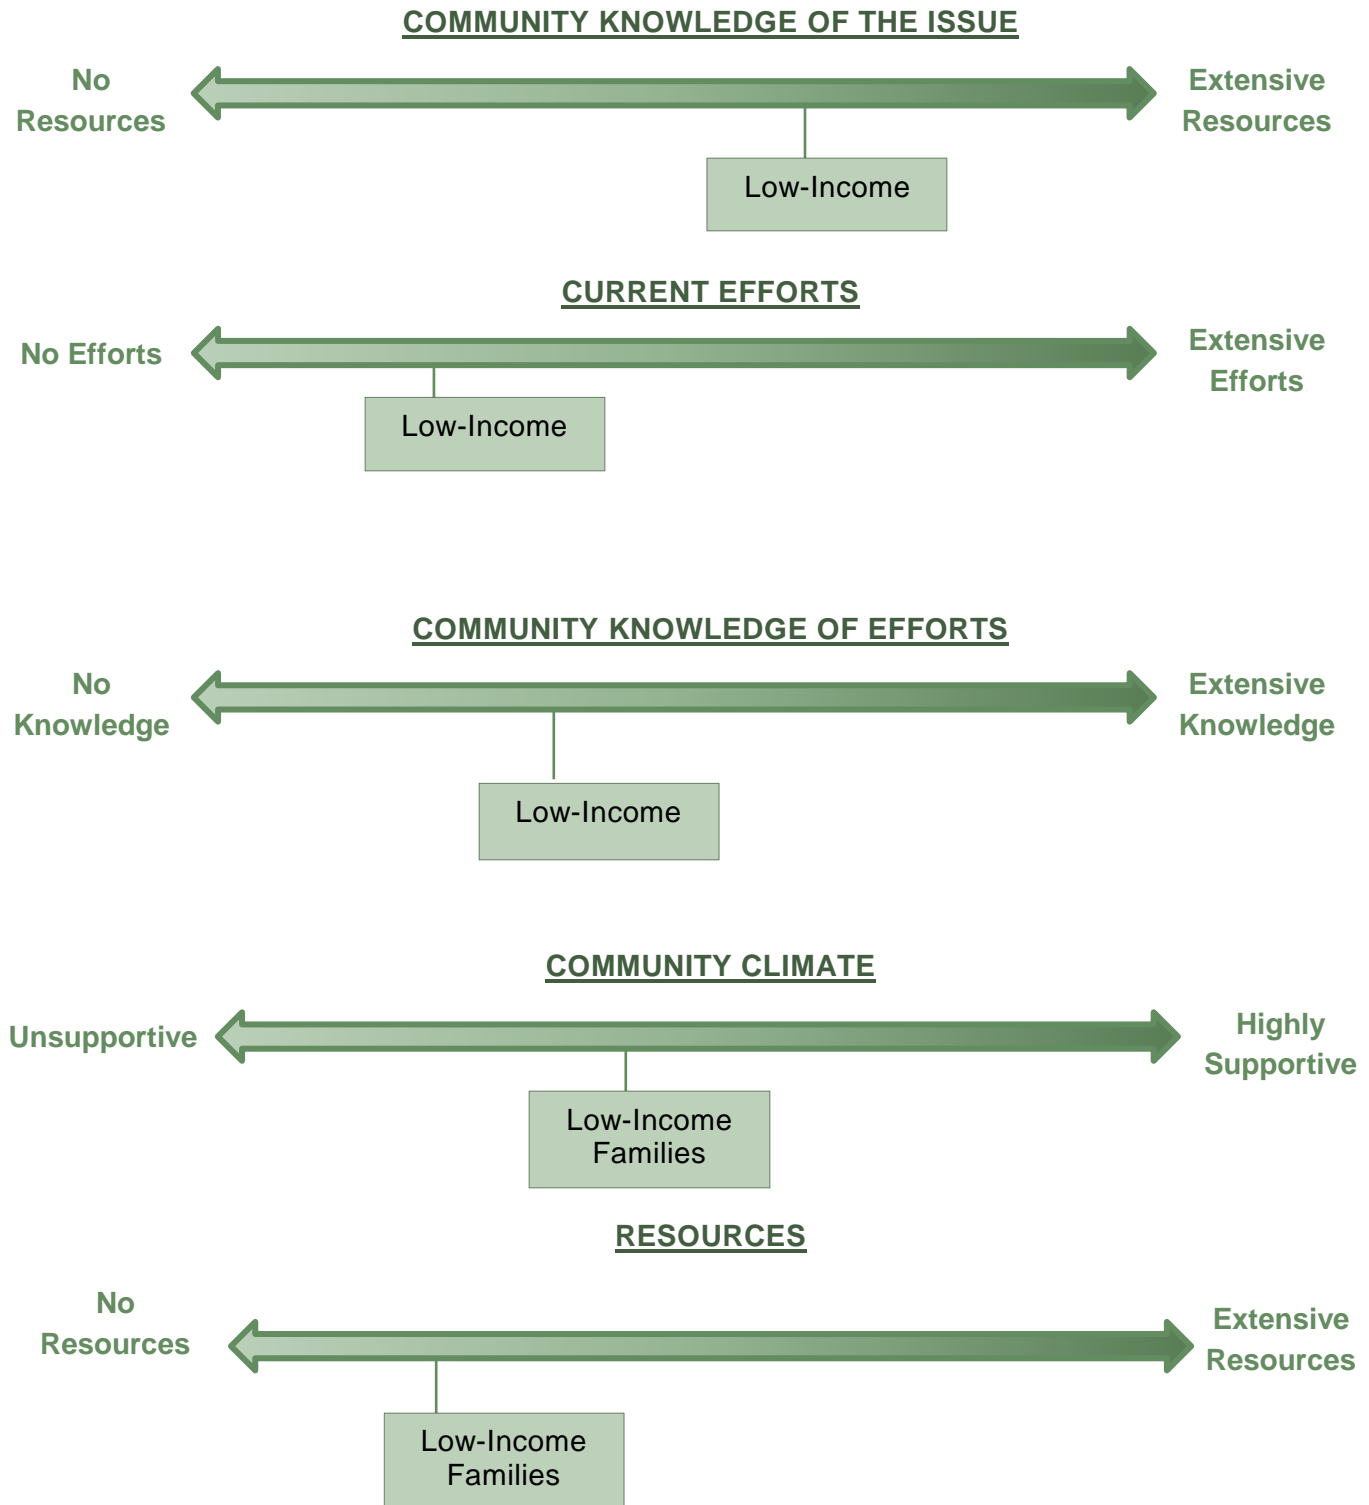 COMMUNITY KNOWLEDGE OF THE ISSUE
No
Resources
Extensive
Resources
Low-Income
CURRENT EFFORTS
No Efforts
Extensive
Efforts
Low-Income
COMMUNITY KNOWLEDGE OF EFFORTS
No
Knowledge
Extensive
Knowledge
Low-Income
COMMUNITY CLIMATE
Unsupportive
Highly
Supportive
Low-Income
Families
RESOURCES
No
Resources
Extensive
Resources
Low-Income
Families